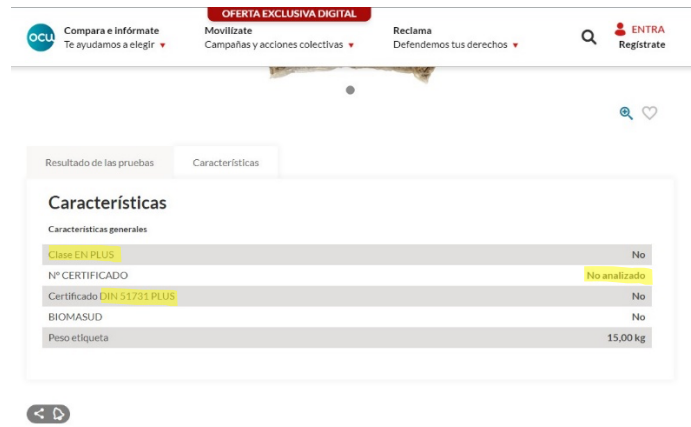 OFERTA EXCLUSIVA DIGITAL
ocu
Compara e infórmate
Te ayudamos a elegir
Movilízate
Campañas y acciones colectivas
Reclama
Defendemos tus derechos
ENTRA
Regístrate
Resultado de las pruebas Características
Características
Características generales
Clase EN PLUS No
Nº CERTIFICADO No analizado
Certificado DIN 51731 PLUS No
BIOMASUD No
Peso etiqueta 15,00 kg